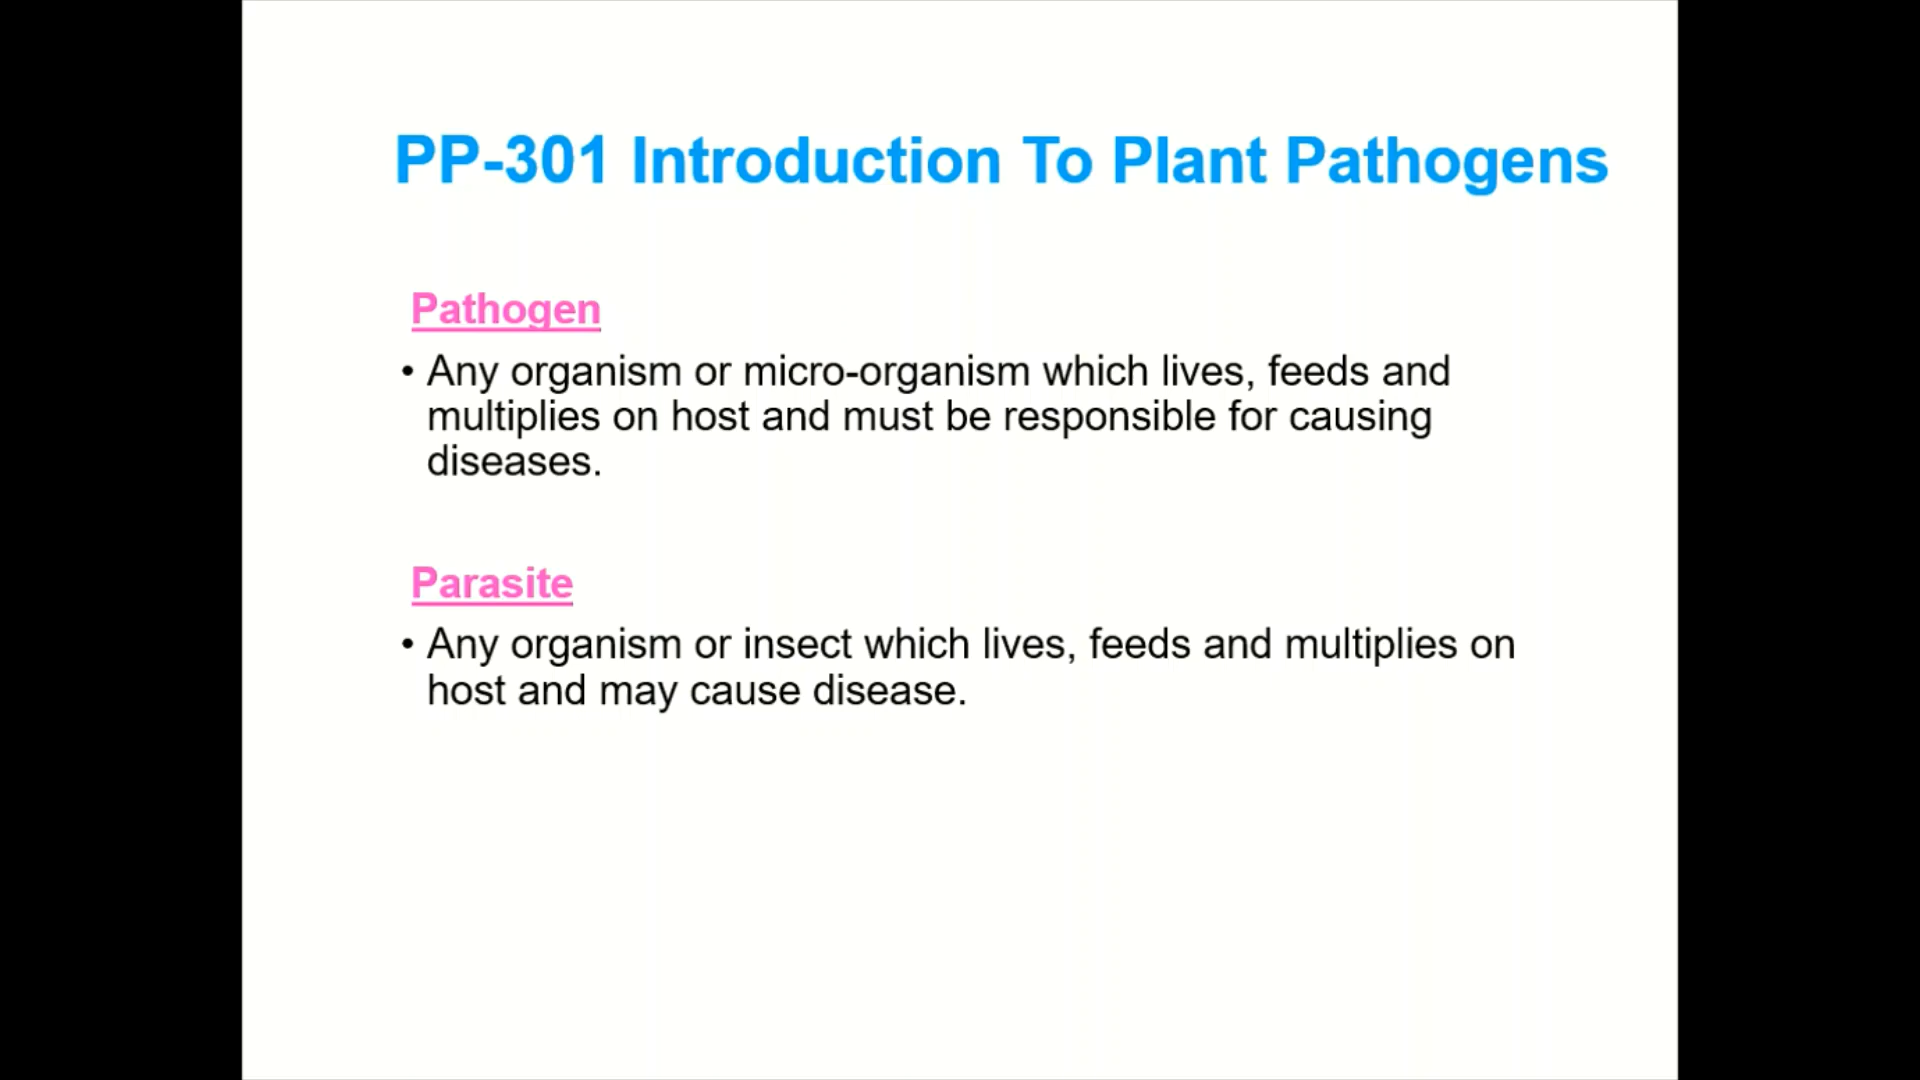 PP-301 Introduction To Plant Pathogens
Pathogen
• Any organism or micro-organism which lives, feeds and
multiplies on host and must be responsible for causing
diseases.
Parasite
• Any organism or insect which lives, feeds and multiplies on
host and may cause disease.